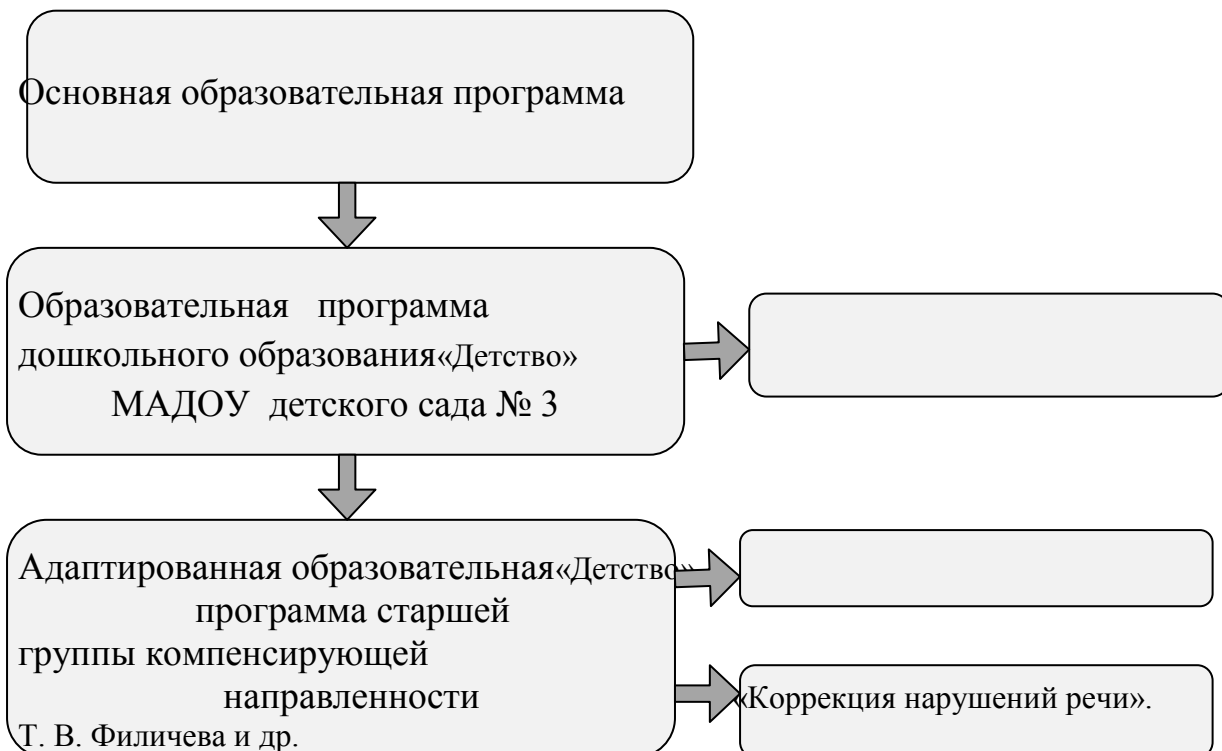 Основная образовательная программа
Образовательная программа
дошкольного образования«Детство»
МАДОУ детского сада № 3
Адаптированная образовательная«Детство»
программа старшей
группы компенсирующей
направленности
«Коррекция нарушений речи».
Т. В. Филичева и др.